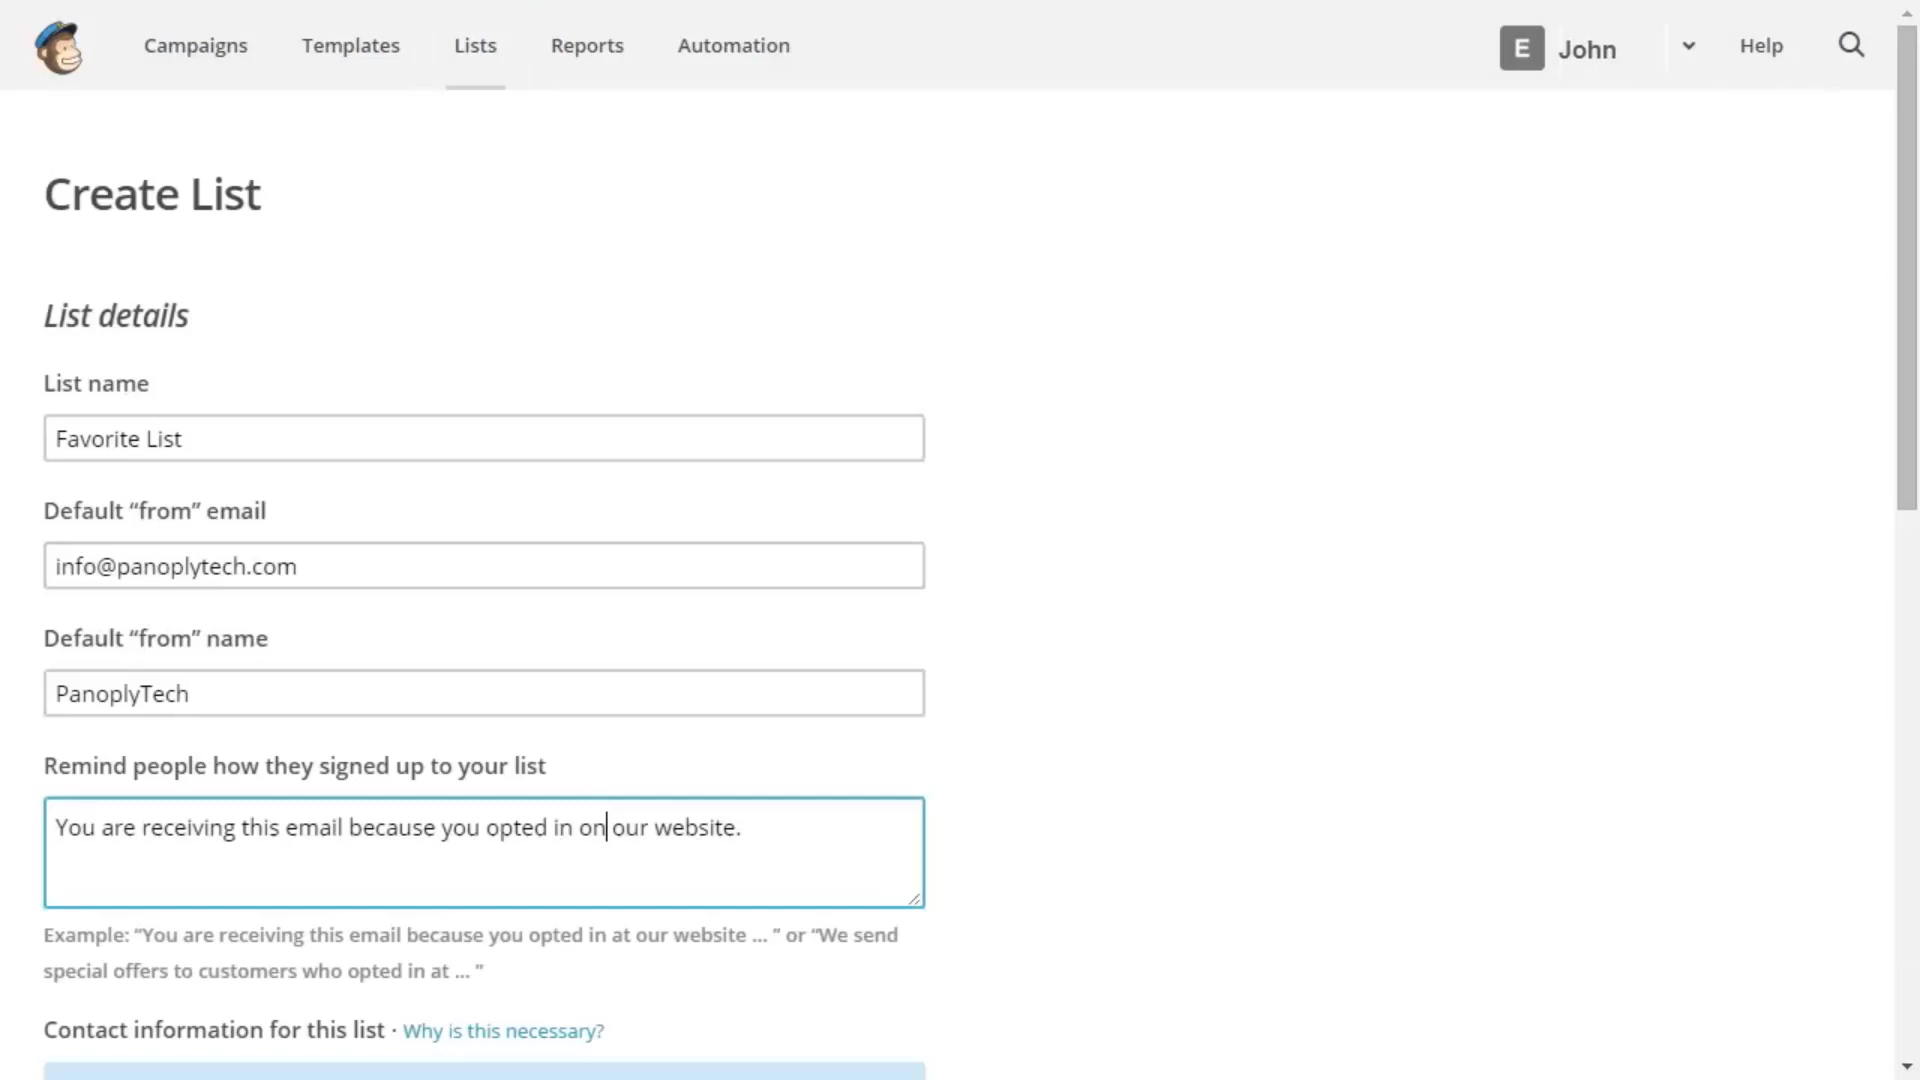 Campaigns Templates Lists Reports Automation E John Help
Create List
List details
List name
Favorite List
Default “from” email
info@panoplytech.com
Default “from” name
PanoplyTech
Remind people how they signed up to your list
You are receiving this email because you opted in on our website.
Example: “You are receiving this email because you opted in at our website ... ” or “We send
special offers to customers who opted in at ... ”
Contact information for this list · Why is this necessary?